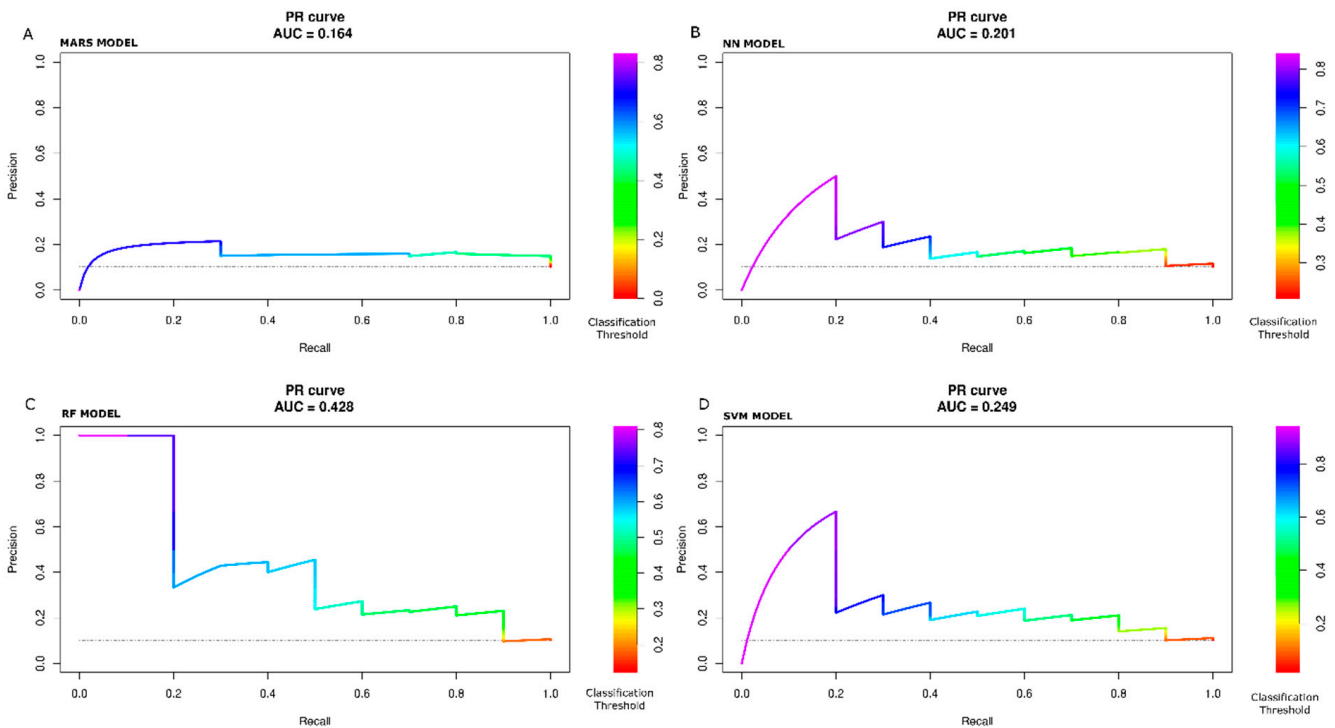 A
PR curve
AUC = 0.164
MARS MODEL
1.0
0.8
0.6
0.4
0.2
0.0
Precision
0.0 0.2 0.4 0.6 0.8 1.0
Recall
0.8
0.6
0.4
0.2
0.0
Classification
Threshold
B
PR curve
AUC = 0.201
NN MODEL
1.0
0.8
0.6
0.4
0.2
0.0
Precision
0.0 0.2 0.4 0.6 0.8 1.0
Recall
0.8
0.7
0.6
0.5
0.4
0.3
Classification
Threshold
C
PR curve
AUC = 0.428
RF MODEL
1.0
0.8
0.6
0.4
0.2
0.0
Precision
0.0 0.2 0.4 0.6 0.8 1.0
Recall
0.8
0.7
0.6
0.5
0.4
0.3
0.2
Classification
Threshold
D
PR curve
AUC = 0.249
SVM MODEL
1.0
0.8
0.6
0.4
0.2
0.0
Precision
0.0 0.2 0.4 0.6 0.8 1.0
Recall
0.8
0.6
0.4
0.2
Classification
Threshold